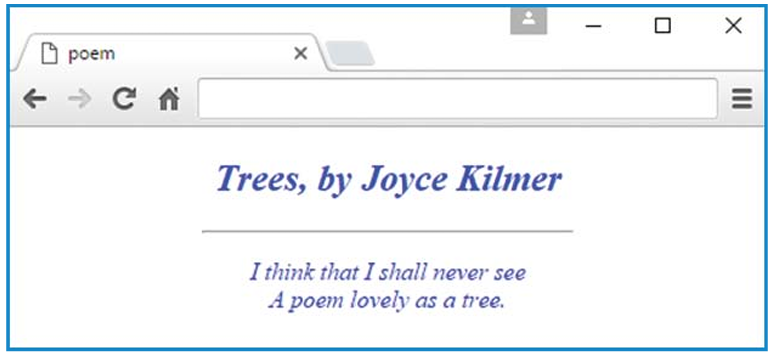 poem
Trees, by Joyce Kilmer
I think that I shall never see
A poem lovely as a tree.